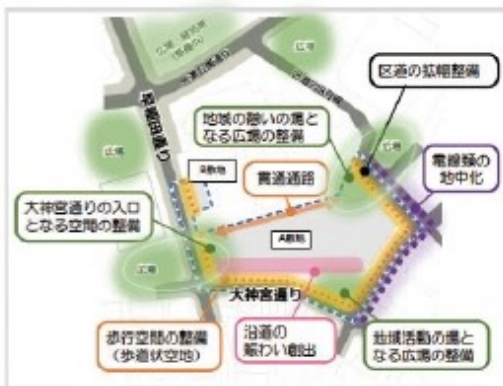 広場
区道の拡幅整備
地域の憩いの場と
なる広場の整備
早稲田通り
広場
広場
電線類の
地中化
B敷地
貫通通路
大神宮通りの入口
となる空間の整備
A敷地
広場
大神宮通り
歩行空間の整備
(歩道状空地)
沿道の
賑わい創出
地域活動の場と
なる広場の整備